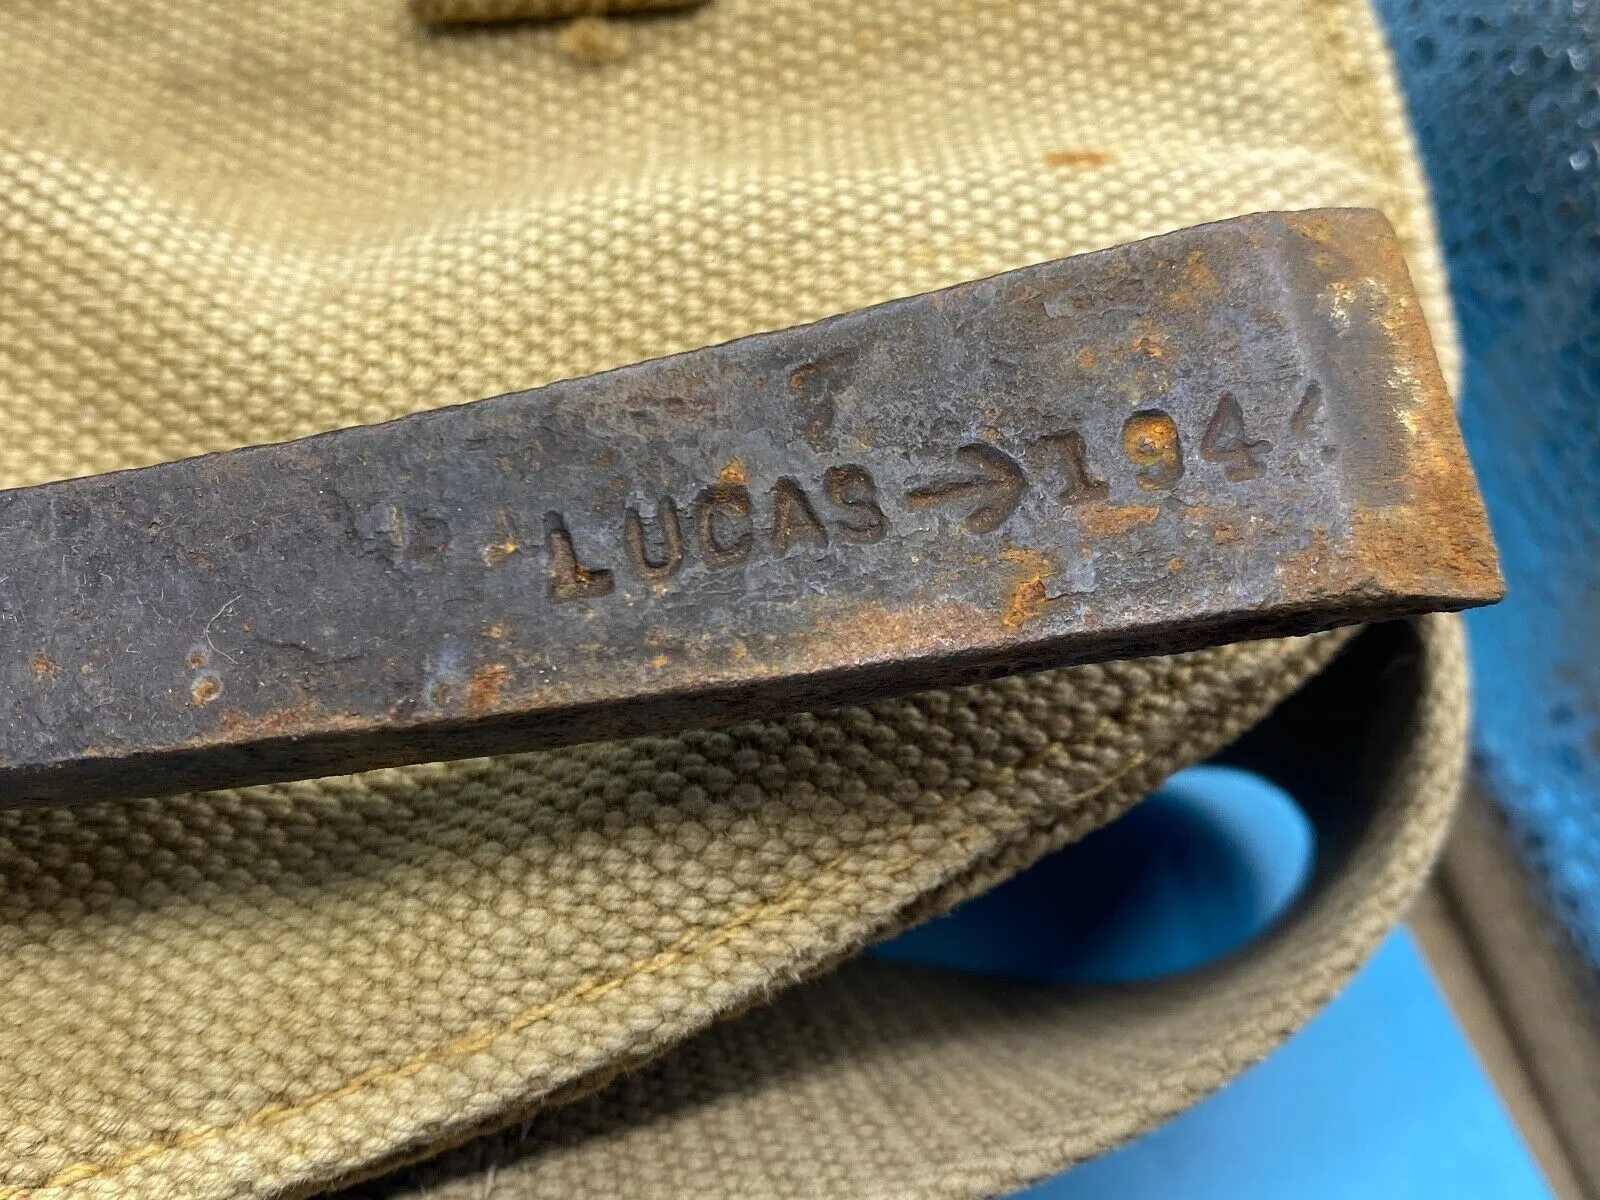 LUCAS → 194